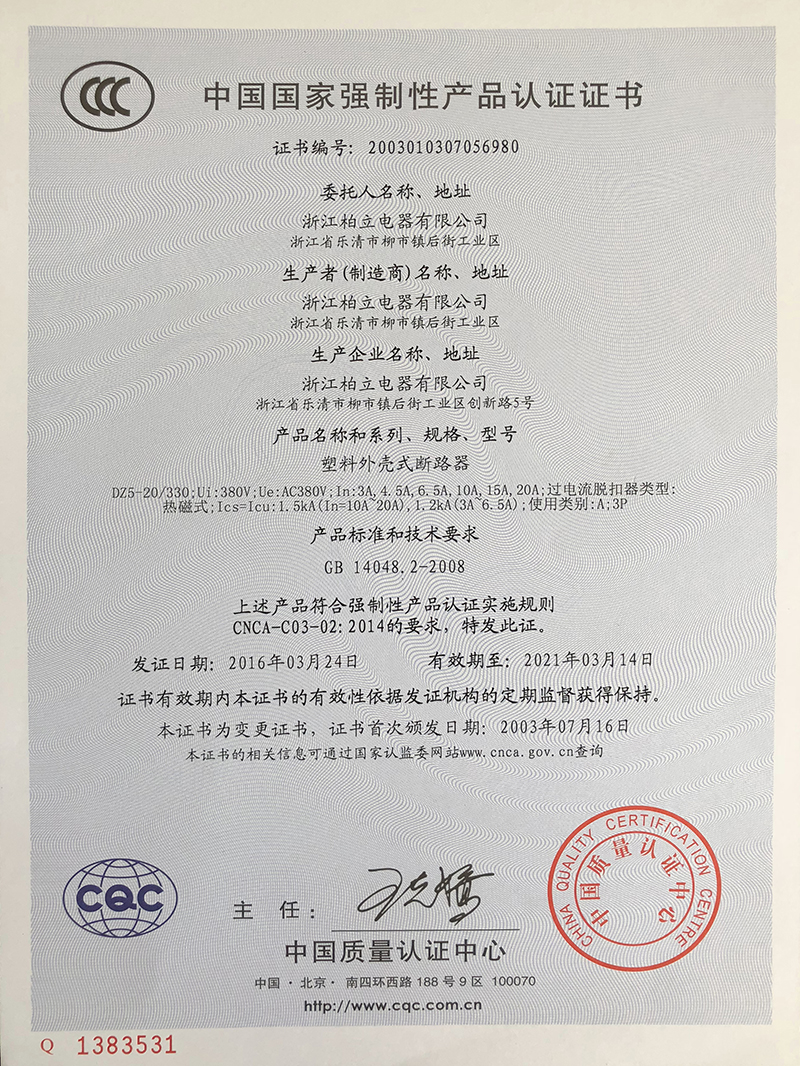 CCC
中国国家强制性产品认证证书
证书编号：2003010307056980
委托人名称、地址
浙江柏立电器有限公司
浙江省乐清市柳市镇后街工业区
生产者(制造商)名称、地址
浙江柏立电器有限公司
浙江省乐清市柳市镇后街工业区
生产企业名称、地址
浙江柏立电器有限公司
浙江省乐清市柳市镇后街工业区创新路5号
产品名称和系列、规格、型号
塑料外壳式断路器
DZ5-20/330;Ui:380V;Ue:AC380V;In:3A,4.5A,6.5A,10A,15A,20A;过电流脱扣器类型:
热磁式;Ics=Icu:1.5kA(In=10A~20A),1.2kA(3A~6.5A);使用类别:A;3P
产品标准和技术要求
GB 14048.2-2008
上述产品符合强制性产品认证实施规则
CNCA-C03-02:2014的要求，特发此证。
发证日期：2016年03月24日 有效期至：2021年03月14日
证书有效期内本证书的有效性依据发证机构的定期监督获得保持。
本证书为变更证书，证书首次颁发日期：2003年07月16日
本证书的相关信息可通过国家认监委网站www.cnca.gov.cn查询
CQC
主 任：
中国质量认证中心
中国·北京·南四环西路188号9区 100070
http://www.cqc.com.cn
CHINA QUALITY CERTIFICATION CENTRE
中国质量认证中心
Q 1383531